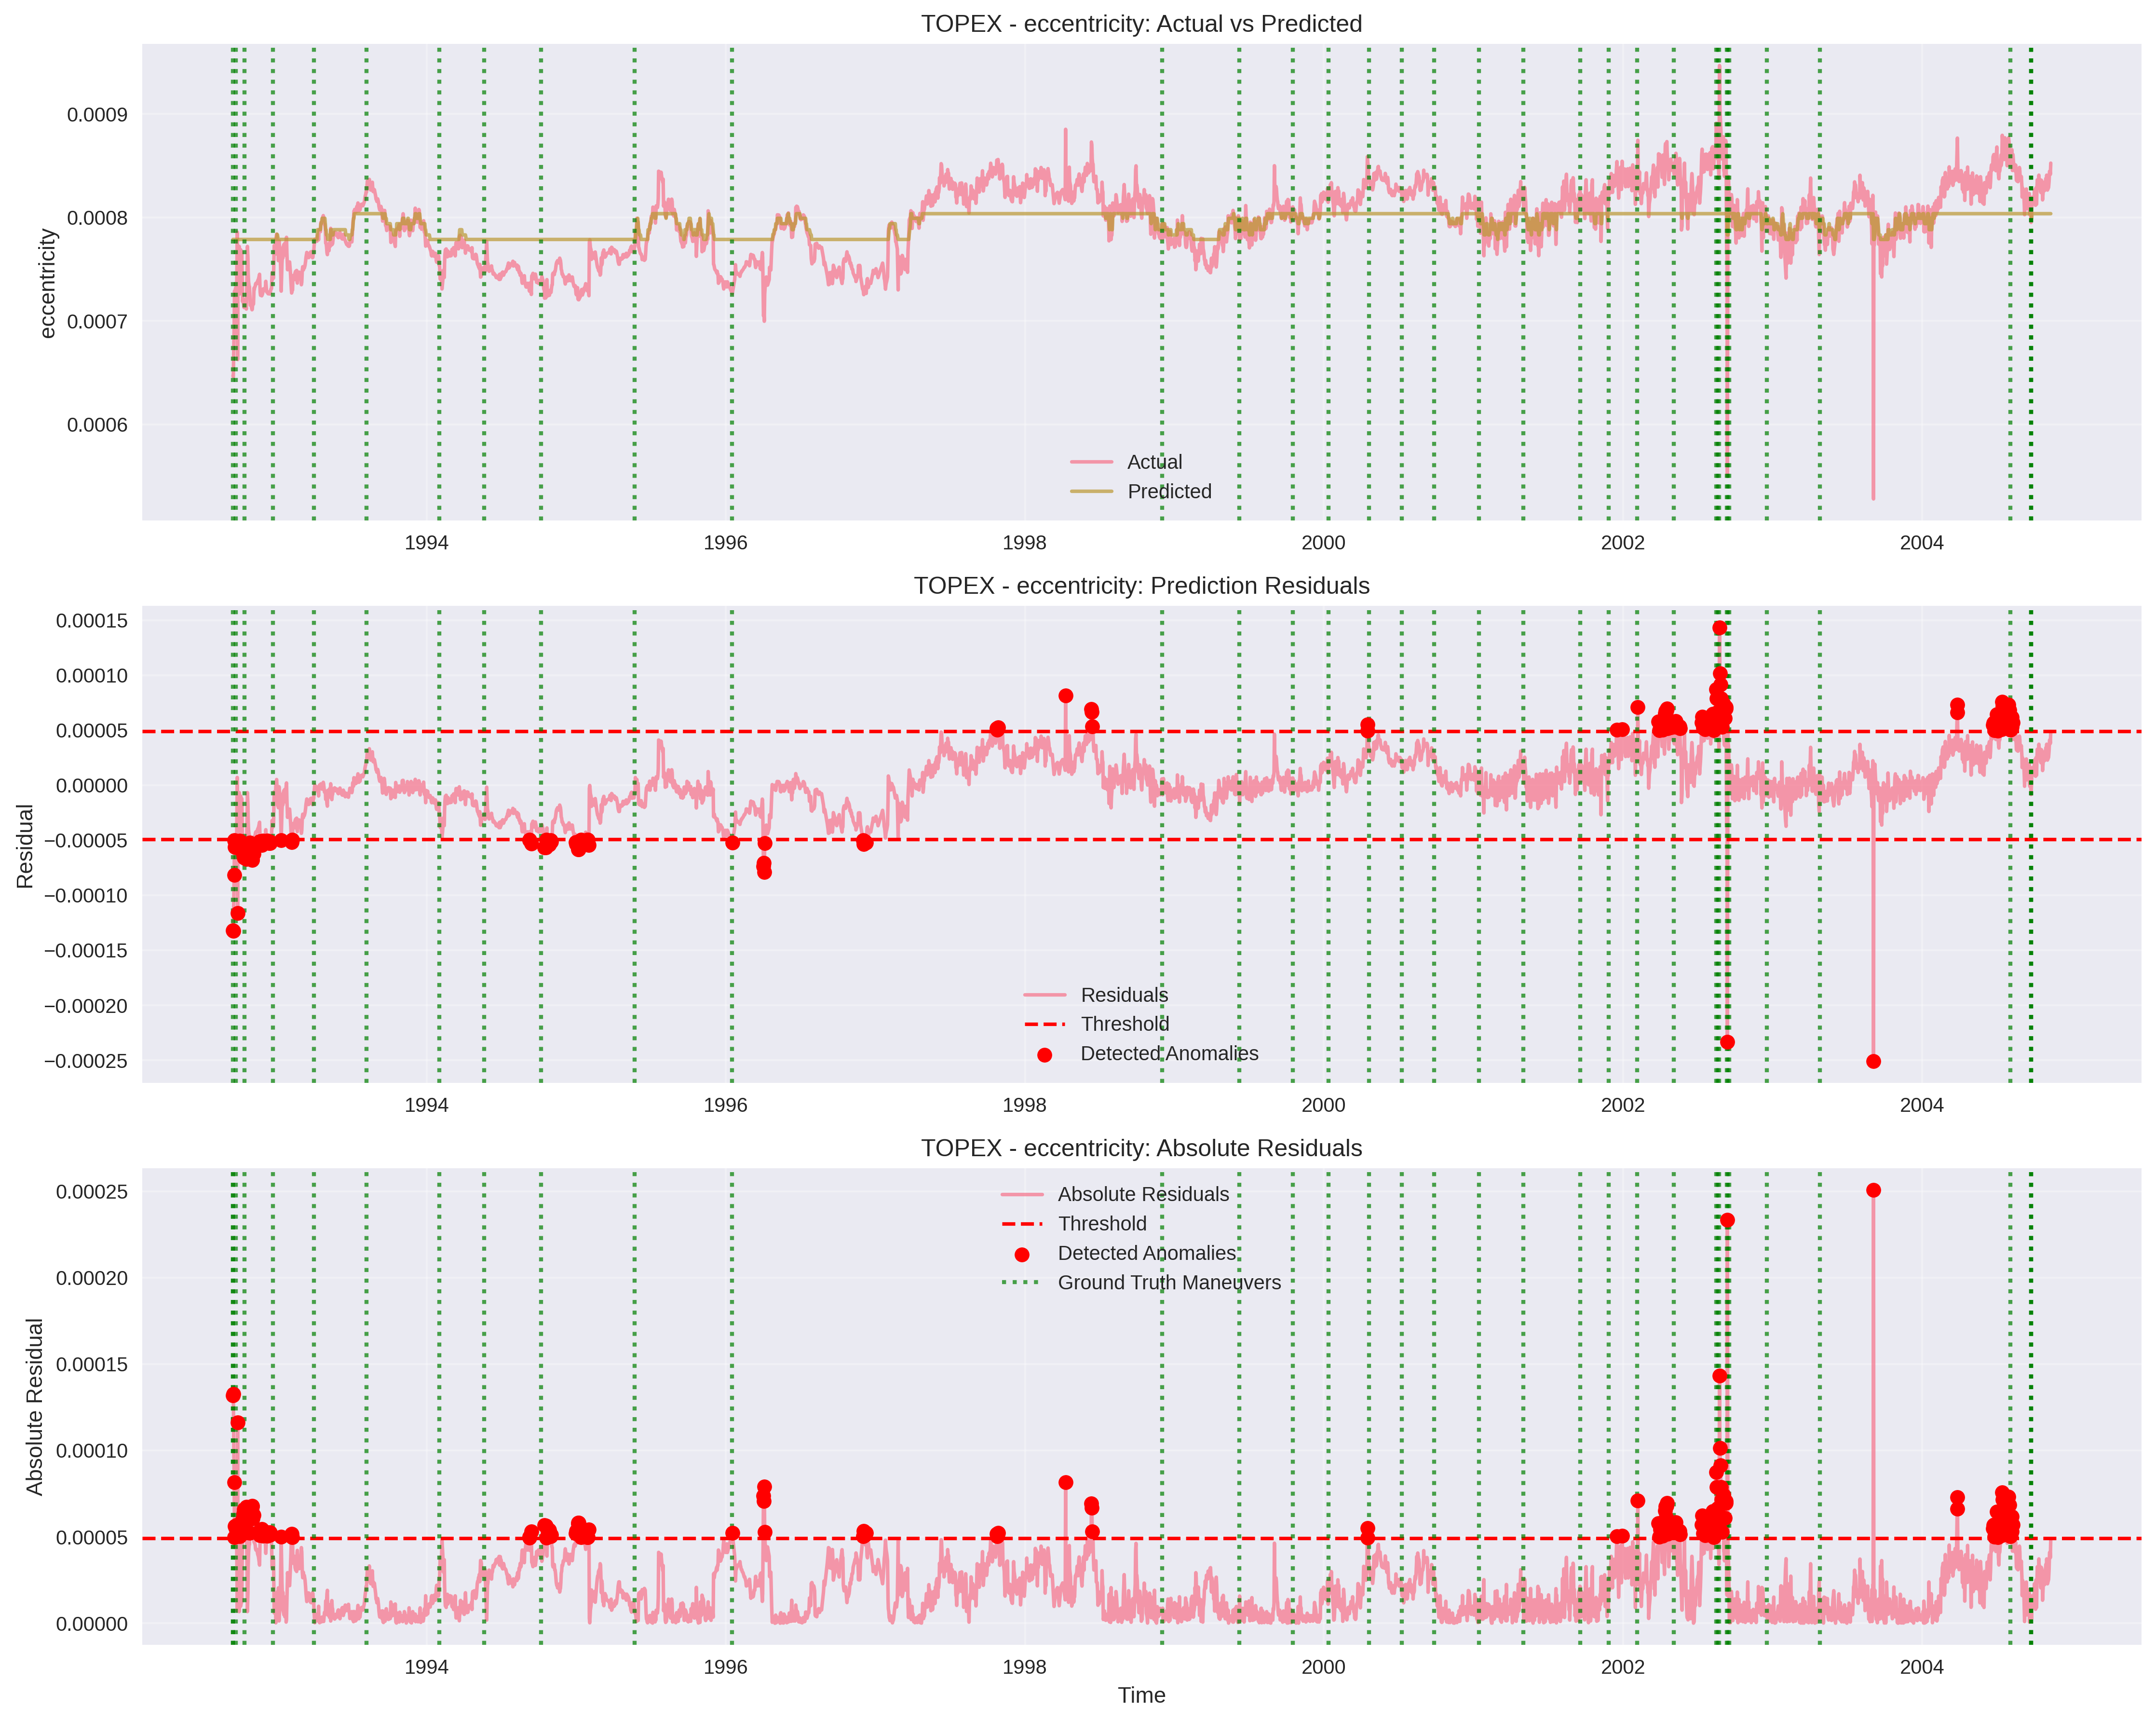 TOPEX - eccentricity: Actual vs Predicted
eccentricity
0.0009
0.0008
0.0007
0.0006
Actual
Predicted
1994 1996 1998 2000 2002 2004
TOPEX - eccentricity: Prediction Residuals
Residual
0.00015
0.00010
0.00005
0.00000
−0.00005
−0.00010
−0.00015
−0.00020
−0.00025
Residuals
Threshold
Detected Anomalies
1994 1996 1998 2000 2002 2004
TOPEX - eccentricity: Absolute Residuals
Absolute Residual
0.00025
0.00020
0.00015
0.00010
0.00005
0.00000
Absolute Residuals
Threshold
Detected Anomalies
Ground Truth Maneuvers
1994 1996 1998 2000 2002 2004
Time